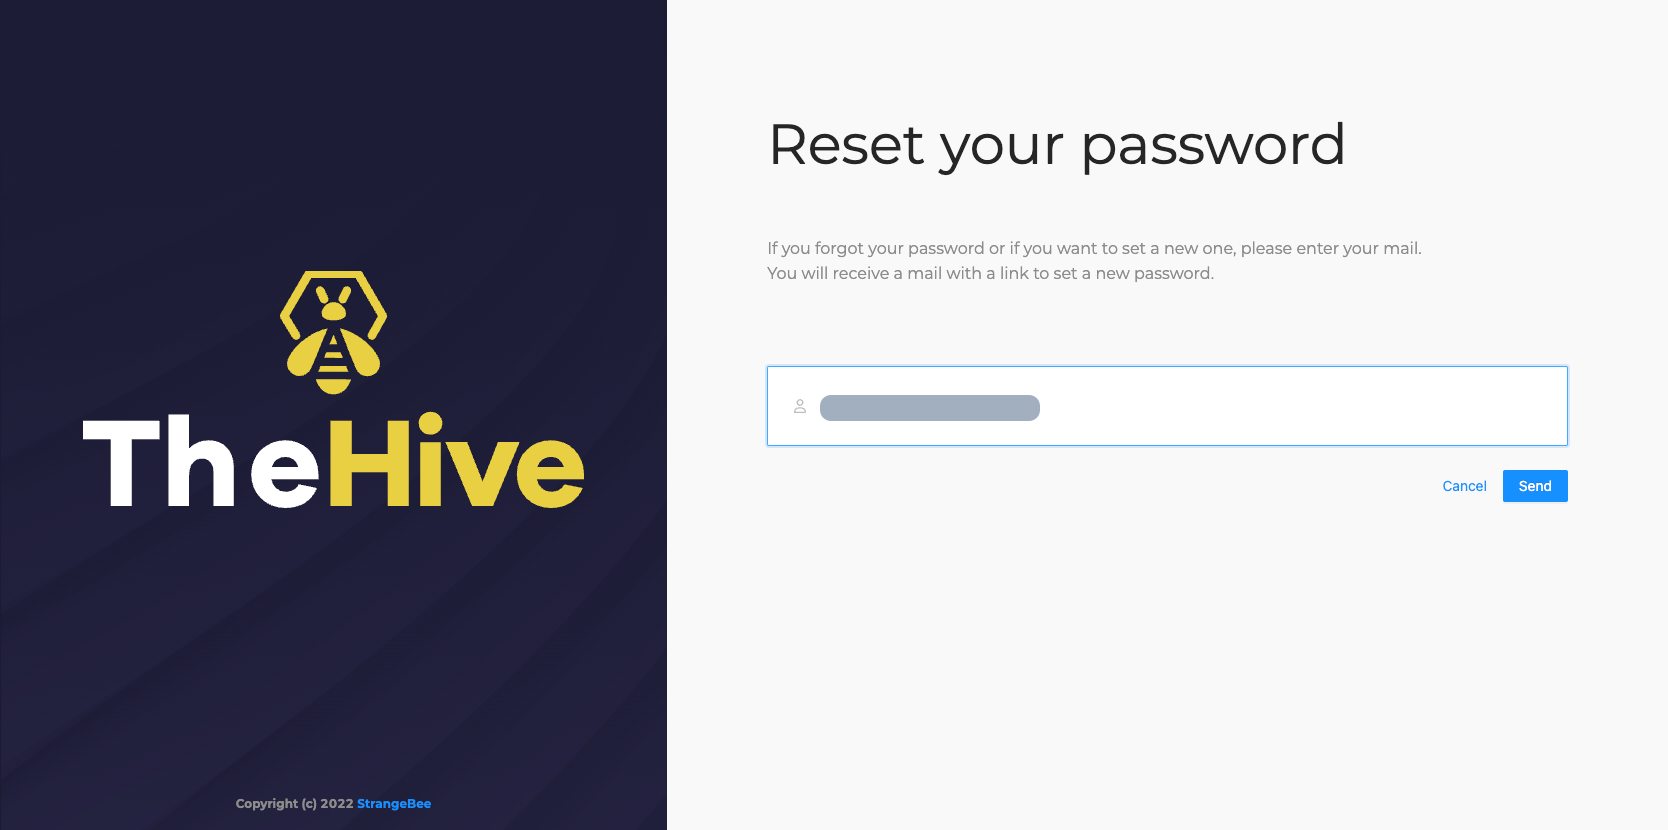 TheHive
Copyright (c) 2022 StrangeBee
Reset your password
If you forgot your password or if you want to set a new one, please enter your mail.
You will receive a mail with a link to set a new password.
Cancel
Send